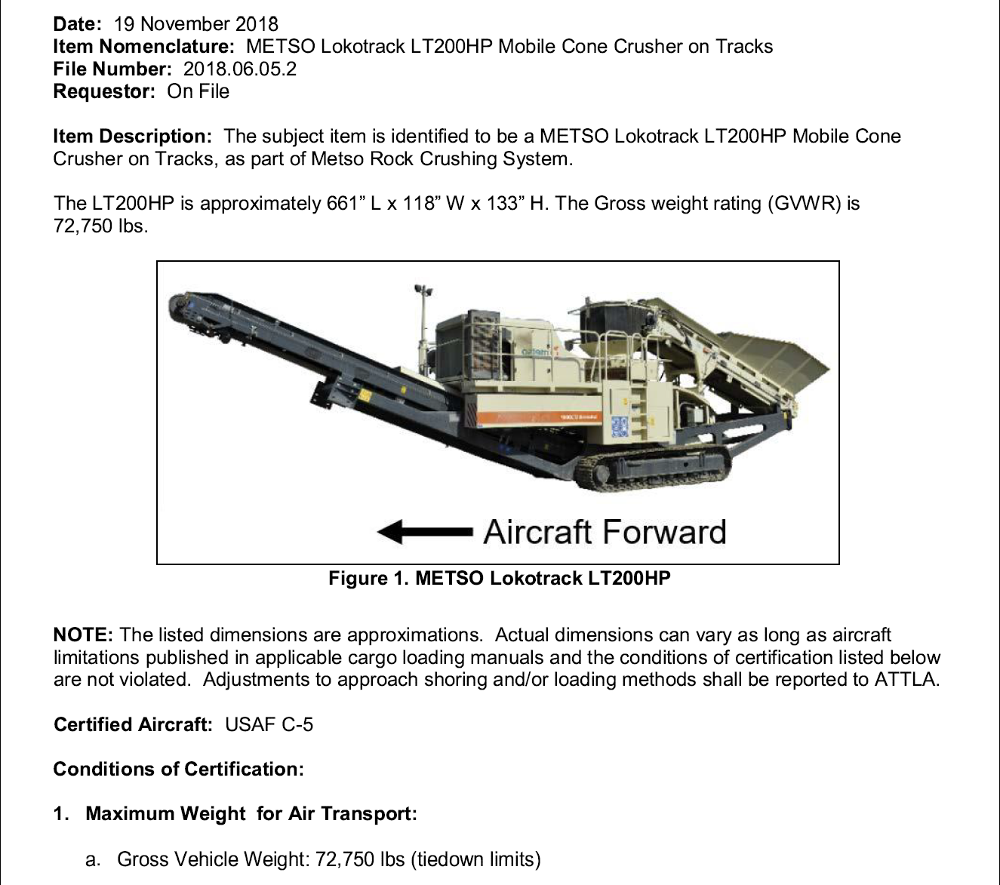 Date: 19 November 2018
Item Nomenclature: METSO Lokotrack LT200HP Mobile Cone Crusher on Tracks
File Number: 2018.06.05.2
Requestor: On File
Item Description: The subject item is identified to be a METSO Lokotrack LT200HP Mobile Cone
Crusher on Tracks, as part of Metso Rock Crushing System.
The LT200HP is approximately 661” L x 118” W x 133” H. The Gross weight rating (GVWR) is
72,750 lbs.
metso
Aircraft Forward
Figure 1. METSO Lokotrack LT200HP
NOTE: The listed dimensions are approximations. Actual dimensions can vary as long as aircraft
limitations published in applicable cargo loading manuals and the conditions of certification listed below
are not violated. Adjustments to approach shoring and/or loading methods shall be reported to ATTLA.
Certified Aircraft: USAF C-5
Conditions of Certification:
1. Maximum Weight for Air Transport:
a. Gross Vehicle Weight: 72,750 lbs (tiedown limits)